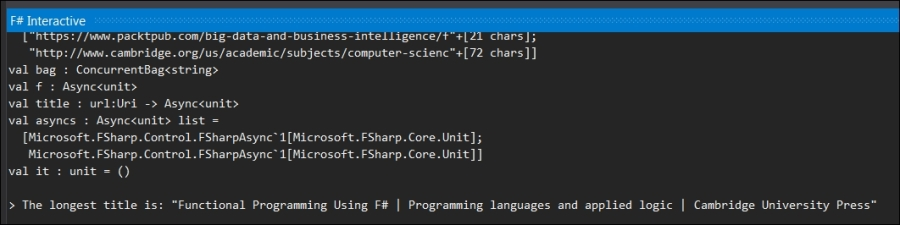 F# Interactive
["https://www.packtpub.com/big-data-and-business-intelligence/f"+[21 chars];
"http://www.cambridge.org/us/academic/subjects/computer-scienc"+[72 chars]]
val bag : ConcurrentBag<string>
val f : Async<unit>
val title : url:Uri -> Async<unit>
val asyncs : Async<unit> list =
[Microsoft.FSharp.Control.FSharpAsync`1[Microsoft.FSharp.Core.Unit];
Microsoft.FSharp.Control.FSharpAsync`1[Microsoft.FSharp.Core.Unit]]
val it : unit = ()
> The longest title is: "Functional Programming Using F# | Programming languages and applied logic | Cambridge University Press"